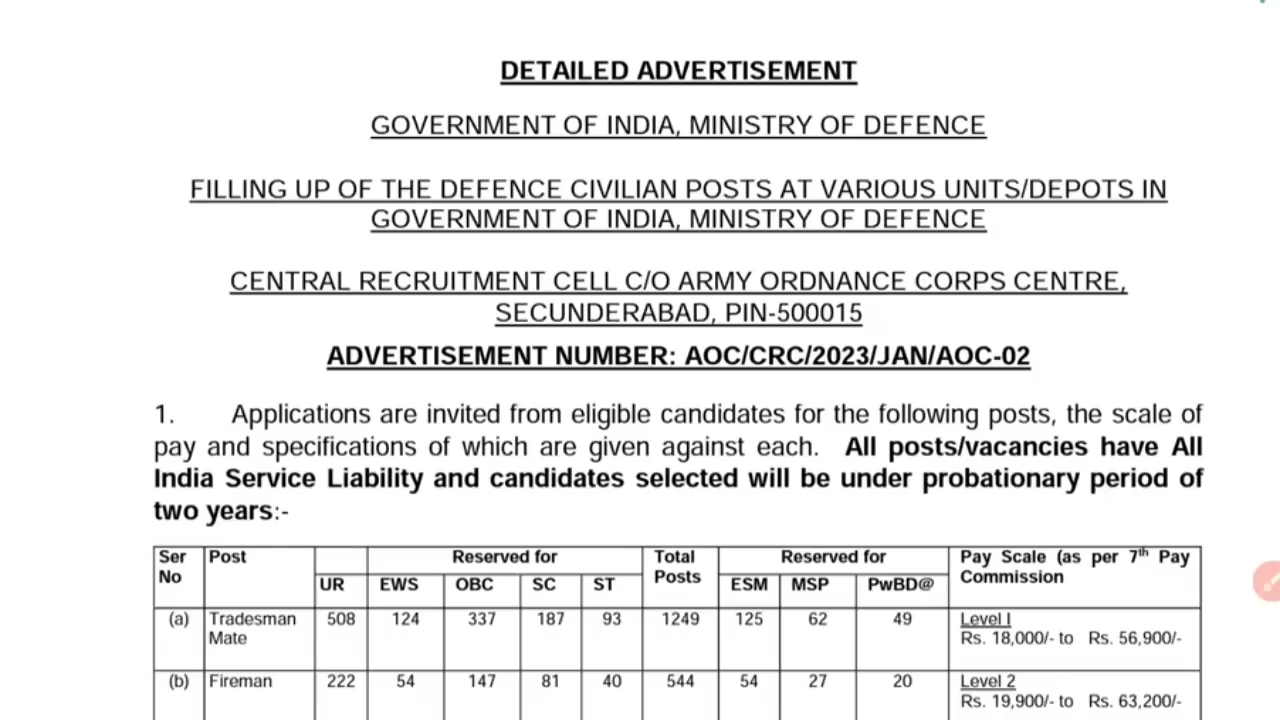 DETAILED ADVERTISEMENT
GOVERNMENT OF INDIA, MINISTRY OF DEFENCE
FILLING UP OF THE DEFENCE CIVILIAN POSTS AT VARIOUS UNITS/DEPOTS IN
GOVERNMENT OF INDIA, MINISTRY OF DEFENCE
CENTRAL RECRUITMENT CELL C/O ARMY ORDNANCE CORPS CENTRE,
SECUNDERABAD, PIN-500015
ADVERTISEMENT NUMBER: AOC/CRC/2023/JAN/AOC-02
1. Applications are invited from eligible candidates for the following posts, the scale of
pay and specifications of which are given against each. All posts/vacancies have All
India Service Liability and candidates selected will be under probationary period of
two years:-
Ser Post Reserved for Total Reserved for Pay Scale (as per 7th Pay
No UR EWS OBC SC ST Posts ESM MSP PwBD@ Commission
(a) Tradesman 508 124 337 187 93 1249 125 62 49 Level I
Mate Rs. 18,000/- to Rs. 56,900/-
(b) Fireman 222 54 147 81 40 544 54 27 20 Level 2
Rs. 19,900/- to Rs. 63,200/-